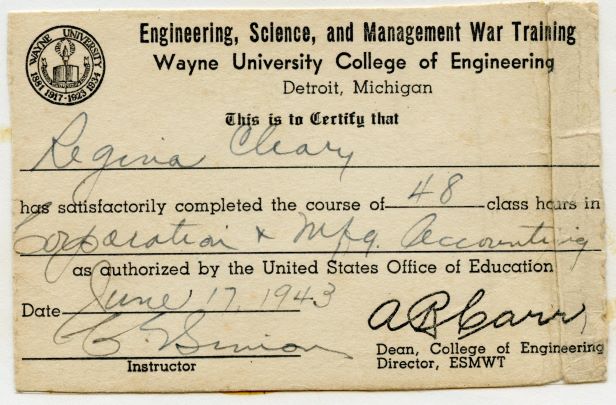 WAYNE UNIVERSITY
1881-1917-1923-1934
Engineering, Science, and Management War Training
Wayne University College of Engineering
Detroit, Michigan
This is to Certify that
Regina Cleary
has satisfactorily completed the course of 48 class hours in
Corporation & Mfg. Accounting
as authorized by the United States Office of Education
Date June 17, 1943
A R Carr
Dean, College of Engineering
Director, ESMWT
Instructor